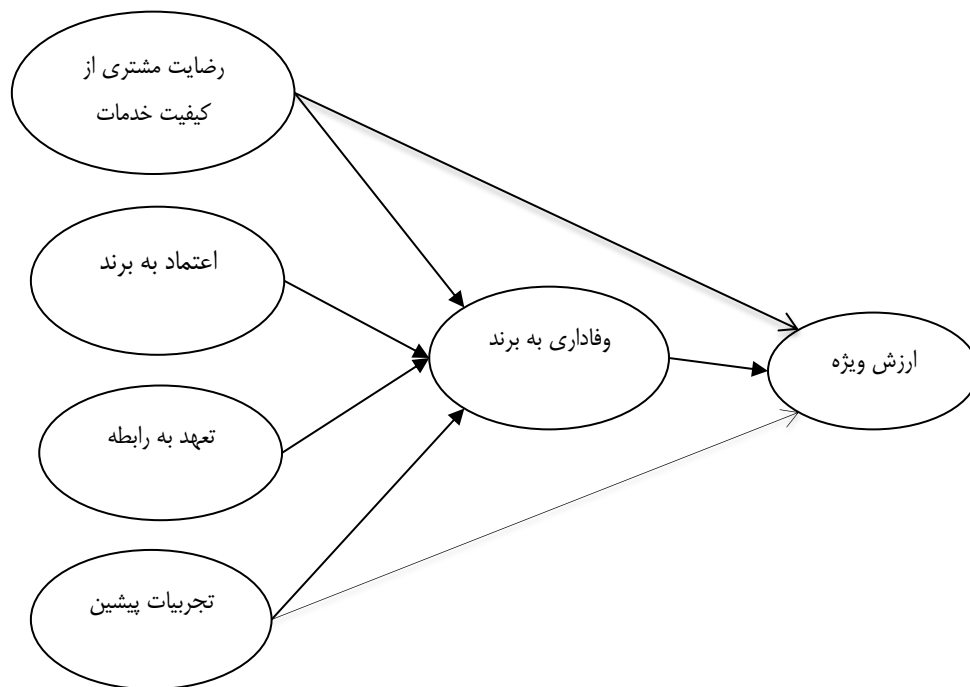 رضایت مشتری از
کیفیت خدمات
اعتماد به برند
وفاداری به برند
ارزش ویژه
تعهد به رابطه
تجربیات پیشین